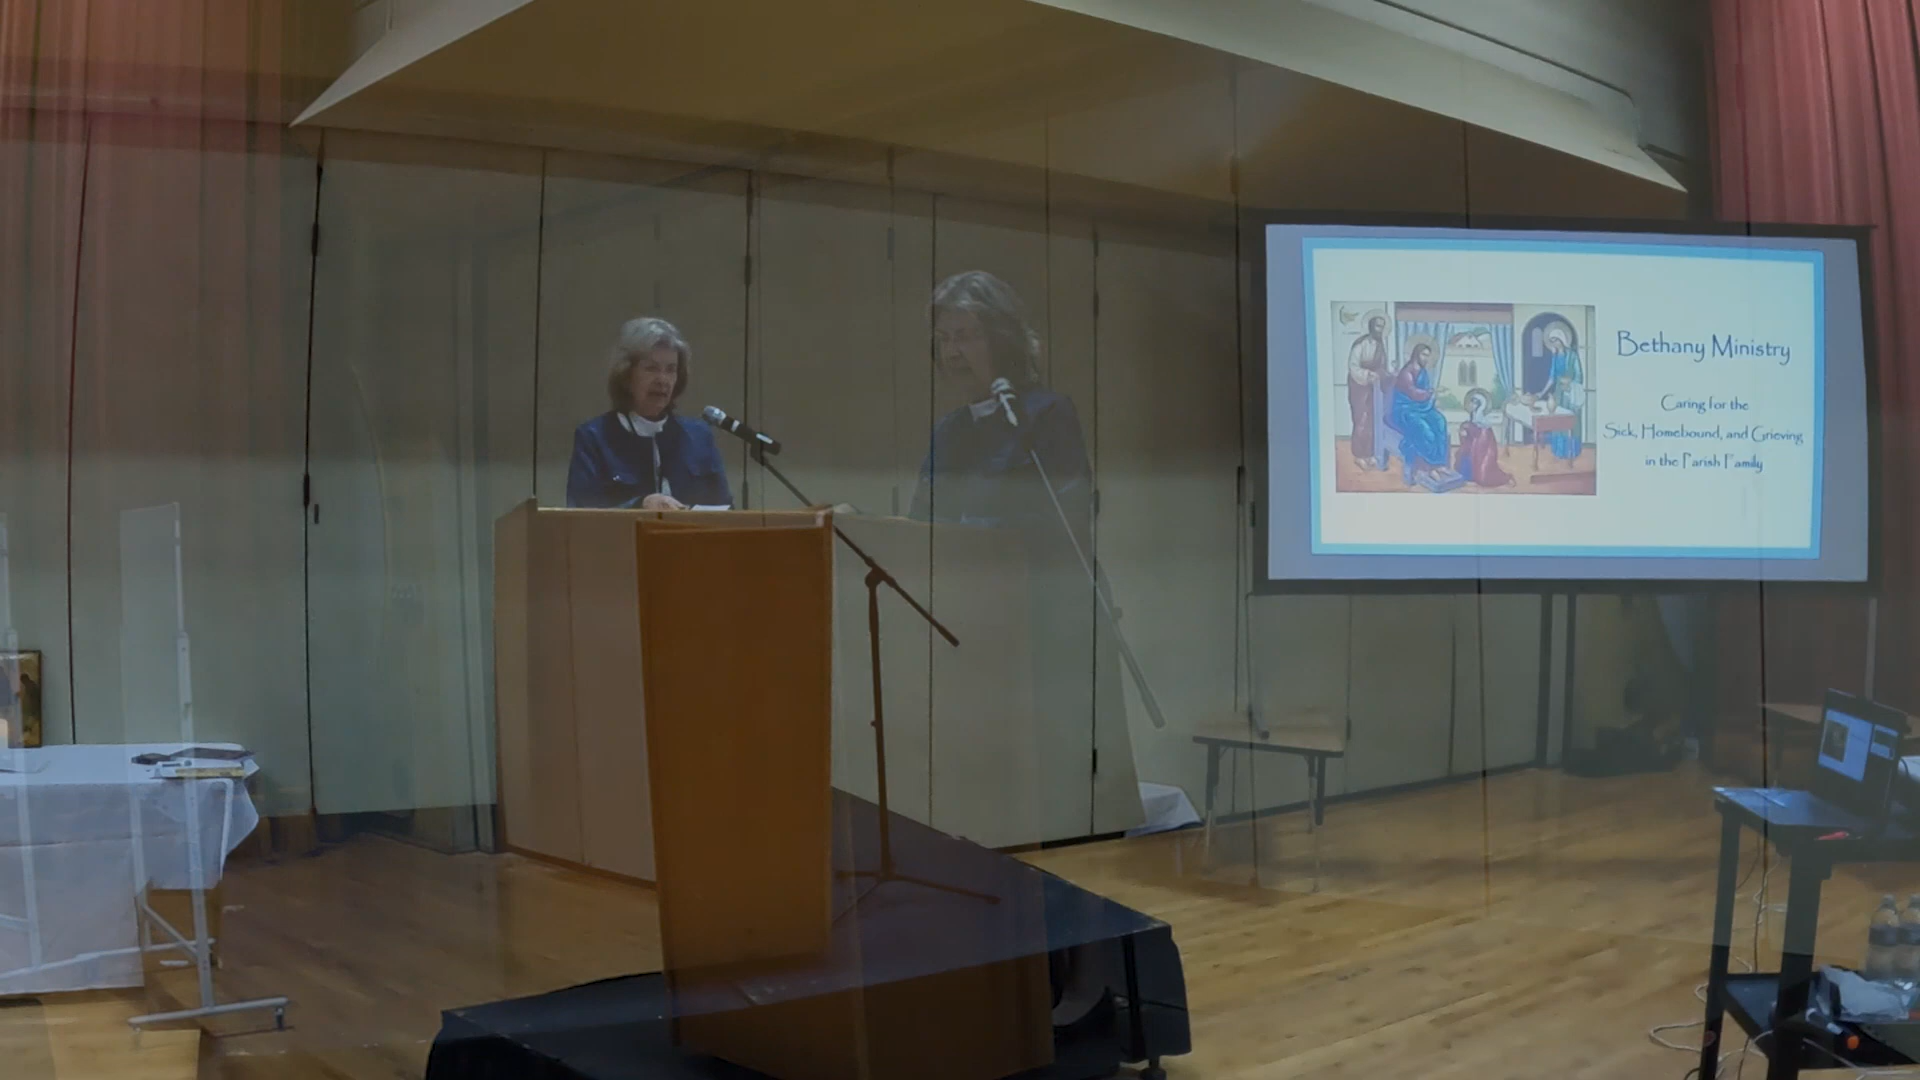 Bethany Ministry
Caring for the
Sick, Homebound, and Grieving
in the Parish Family